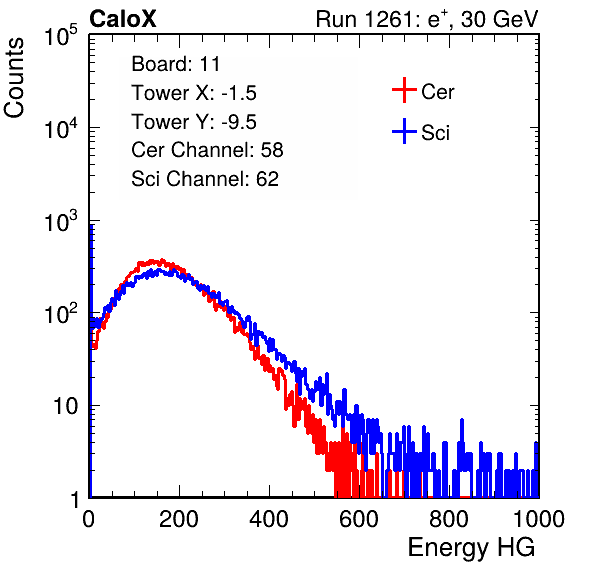 CaloX Run 1261: e⁺, 30 GeV
Counts
10⁵
10⁴
10³
10²
10
1
Board: 11
Tower X: -1.5
Tower Y: -9.5
Cer Channel: 58
Sci Channel: 62
Cer
Sci
0 200 400 600 800 1000
Energy HG